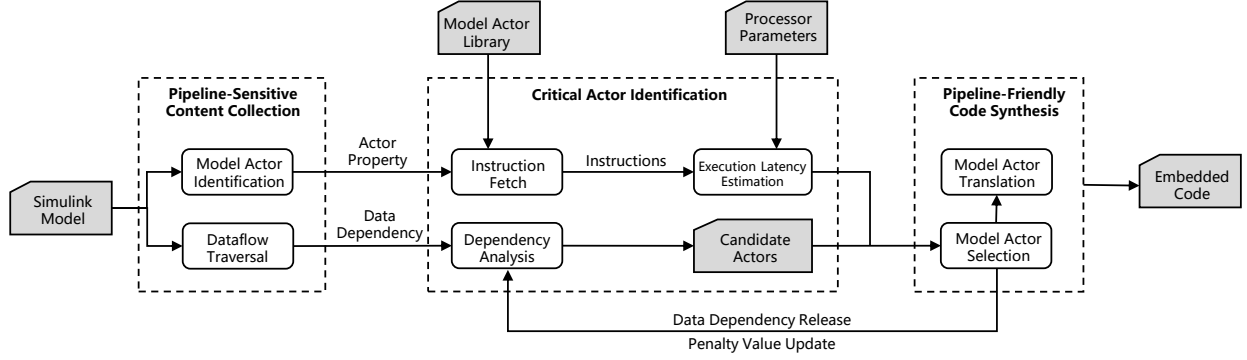 Model Actor
Library
Processor
Parameters
Pipeline-Sensitive
Content Collection
Critical Actor Identification
Pipeline-Friendly
Code Synthesis
Simulink
Model
Model Actor
Identification
Actor
Property
Instruction
Fetch
Instructions
Execution Latency
Estimation
Model Actor
Translation
Embedded
Code
Dataflow
Traversal
Data
Dependency
Dependency
Analysis
Candidate
Actors
Model Actor
Selection
Data Dependency Release
Penalty Value Update